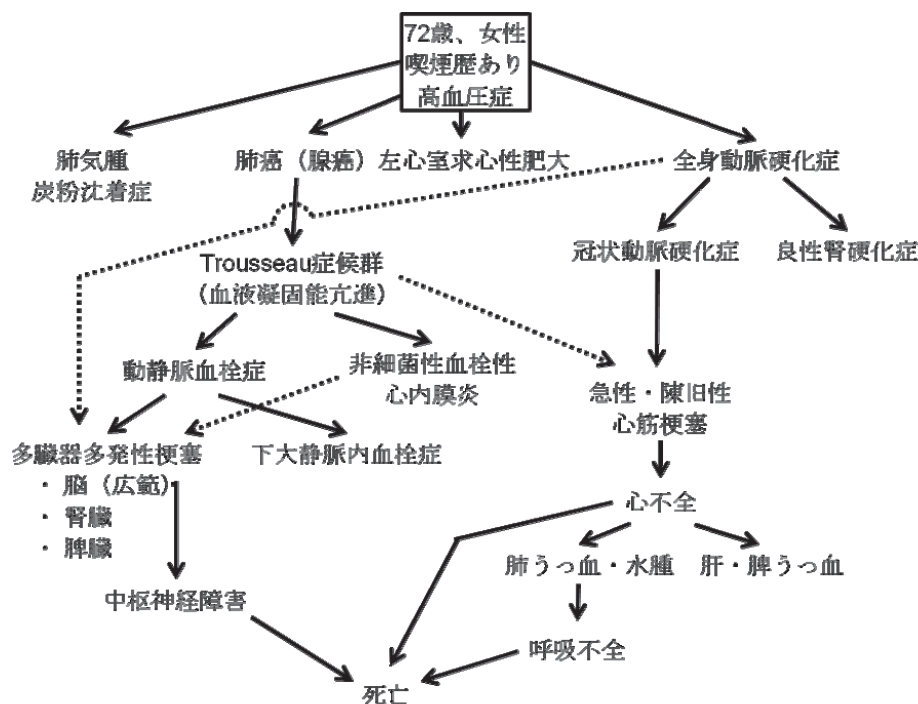 72歳、女性
喫煙歴あり
高血圧症
肺気腫
炭粉沈着症
肺癌（腺癌）
左心室求心性肥大
全身動脈硬化症
冠状動脈硬化症
良性腎硬化症
Trousseau症候群
（血液凝固能亢進）
動静脈血栓症
非細菌性血栓性
心内膜炎
急性・陳旧性
心筋梗塞
多臓器多発性梗塞
・脳（広範）
・腎臓
・脾臓
下大静脈内血栓症
心不全
肺うっ血・水腫
肝・脾うっ血
中枢神経障害
呼吸不全
死亡